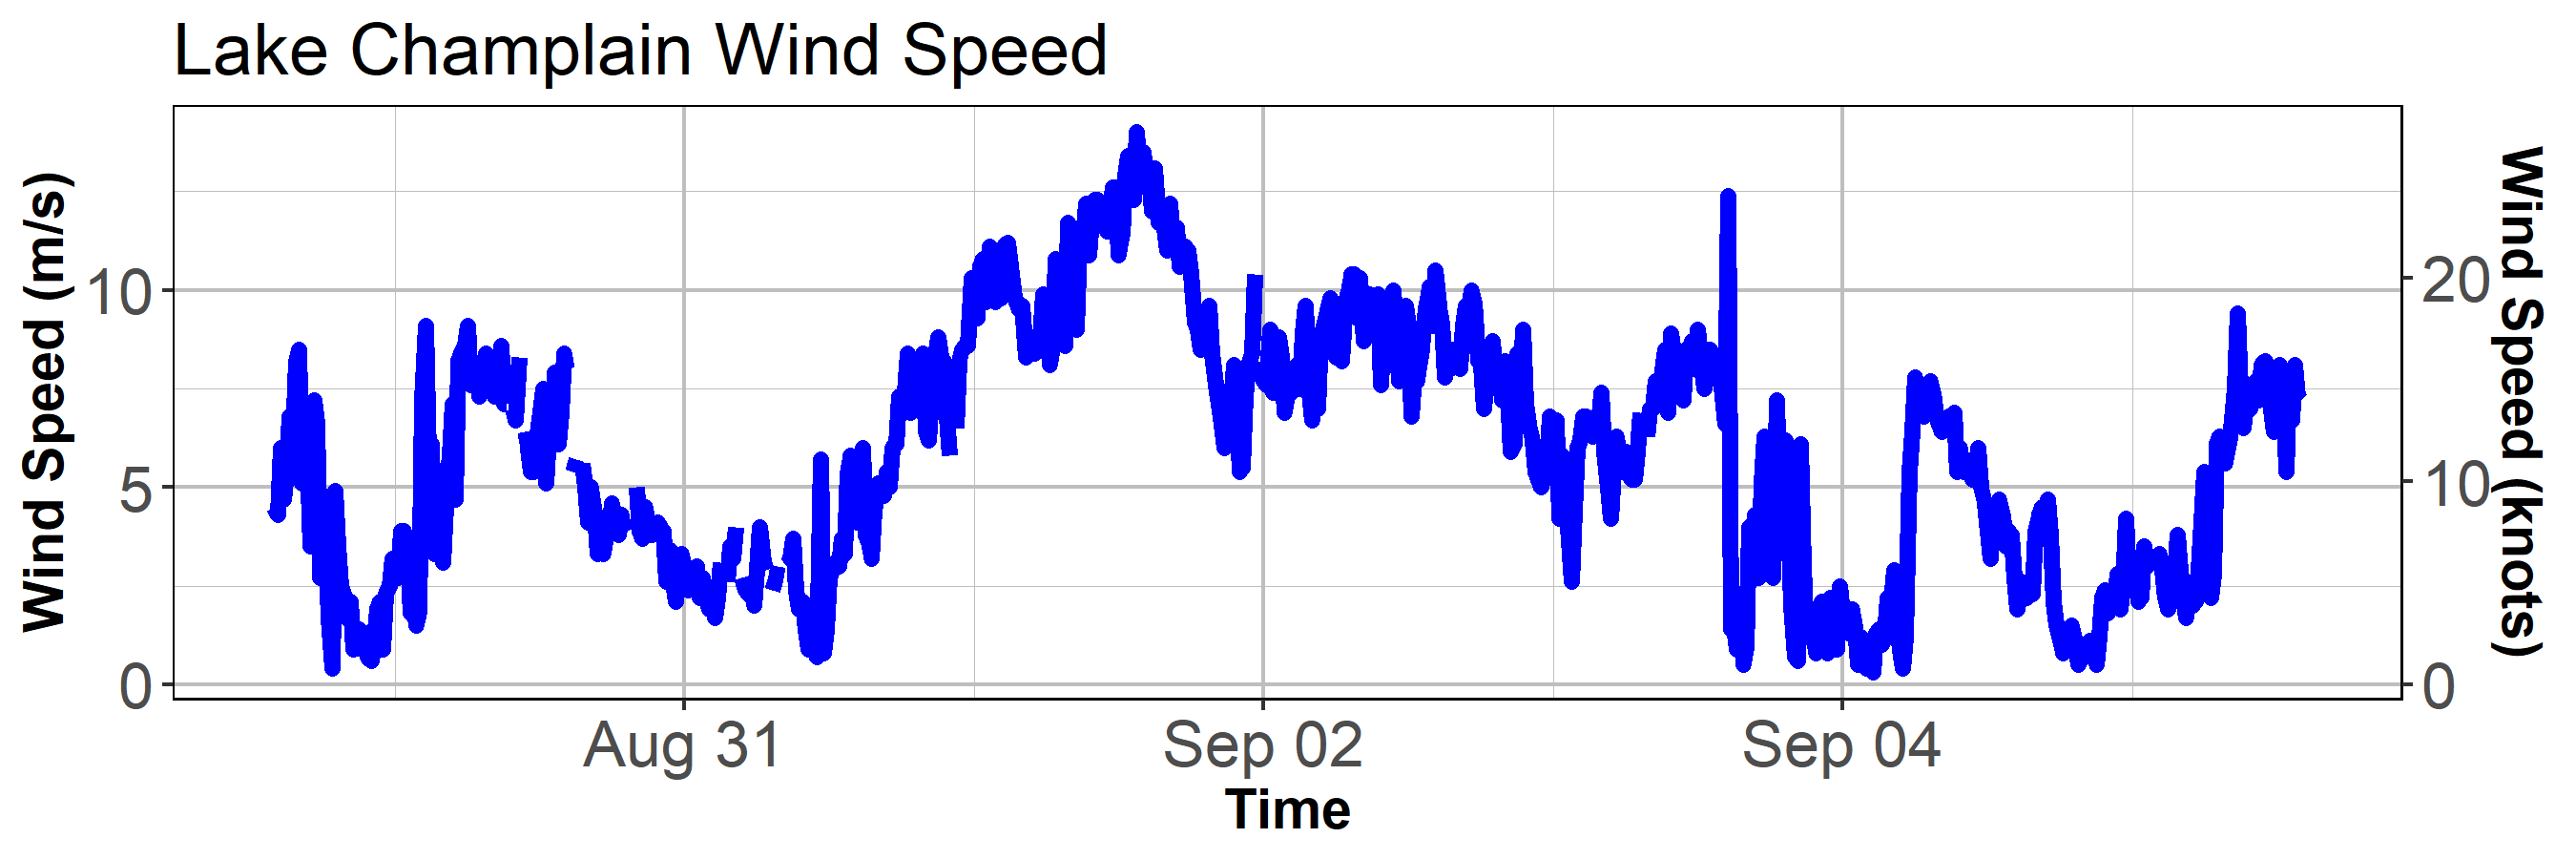 Lake Champlain Wind Speed
Wind Speed (m/s)
10
5
0
20
10
0
Wind Speed (knots)
Aug 31
Sep 02
Sep 04
Time